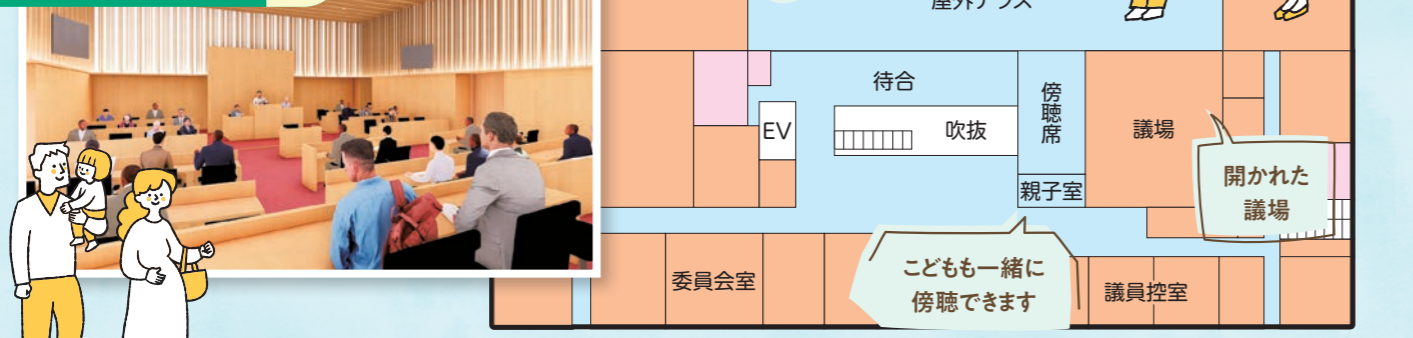 屋外テラス
待合
傍聴席
EV
吹抜
議場
親子室
開かれた
議場
委員会室
こどもも一緒に
傍聴できます
議員控室